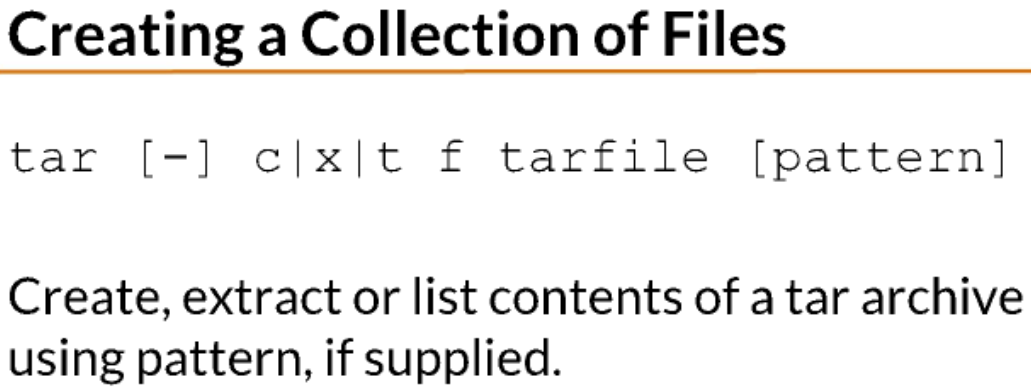 Creating a Collection of Files
tar [-] c|x|t f tarfile [pattern]
Create, extract or list contents of a tar archive
using pattern, if supplied.